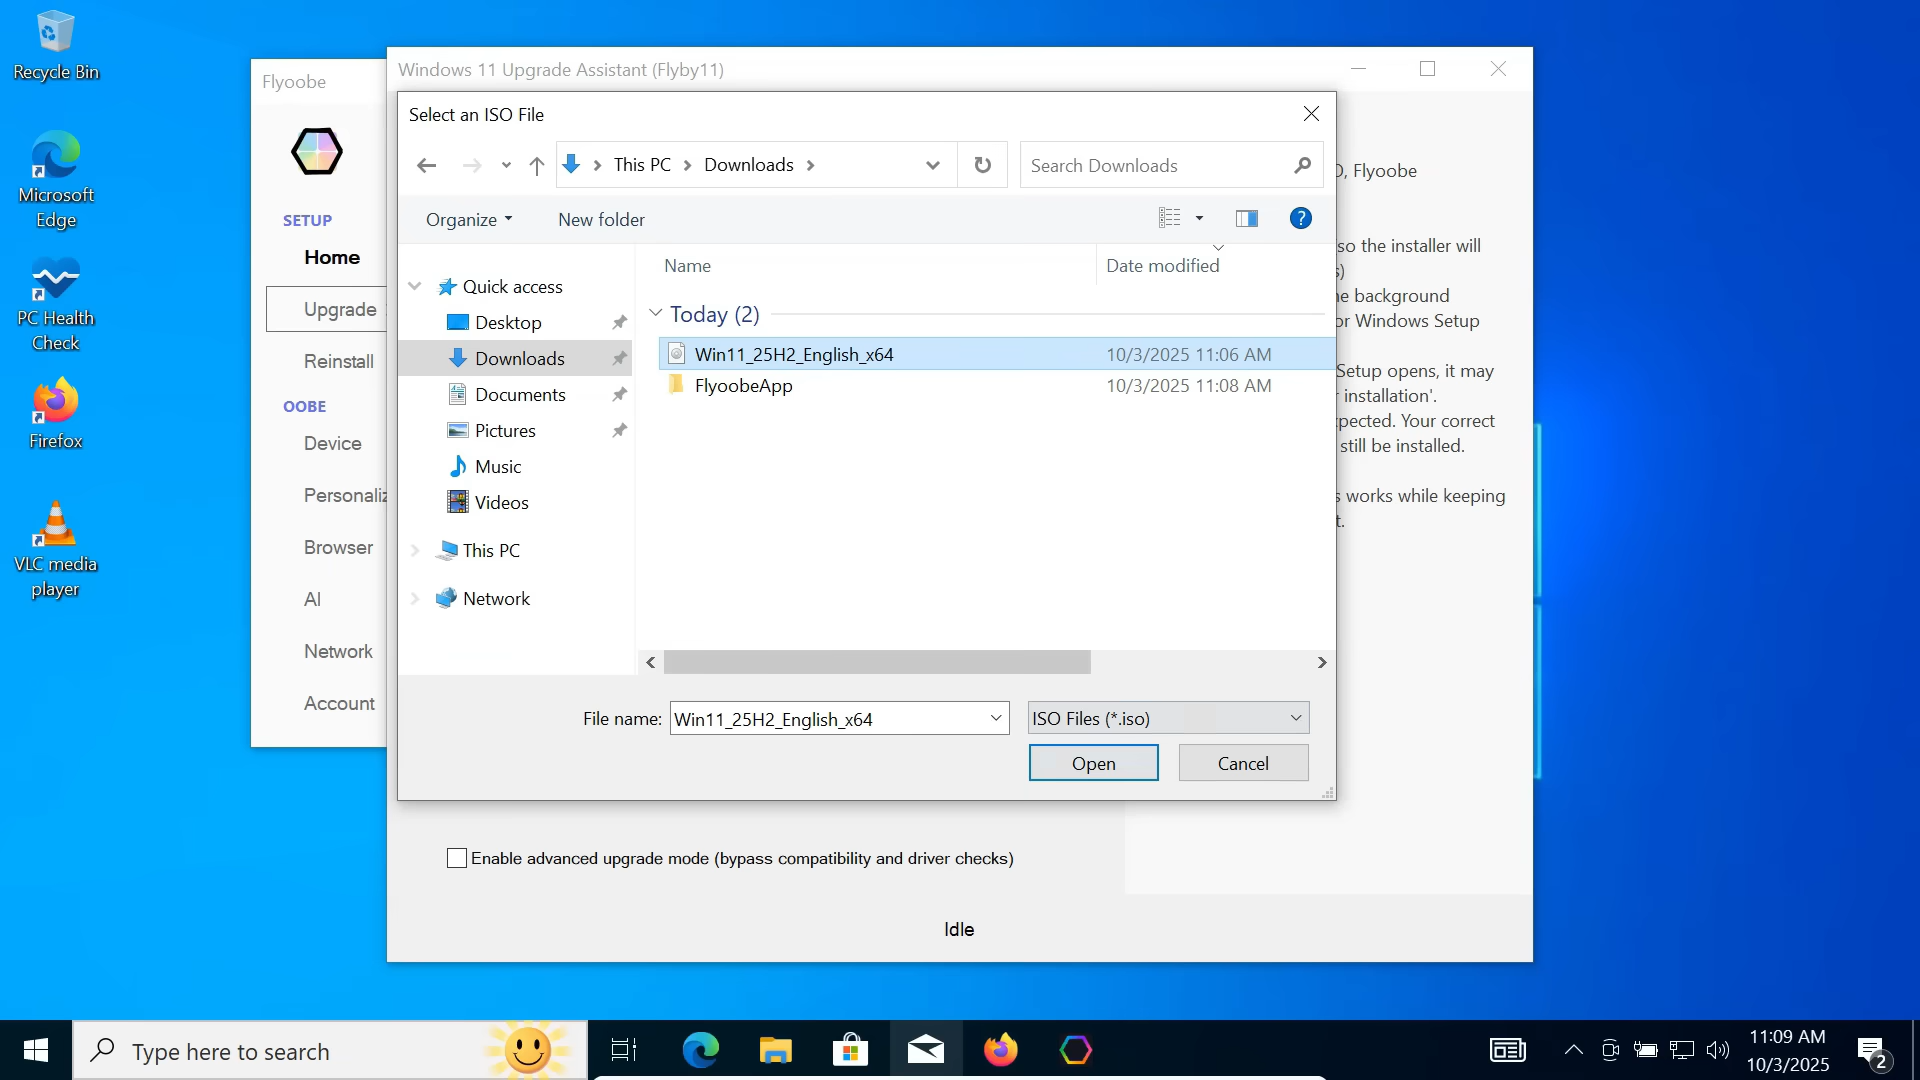 Recycle Bin
Microsoft
Edge
PC Health
Check
Firefox
VLC media
player
Flyoobe
SETUP
Home
Upgrade
Reinstall
OOBE
Device
Personaliz
Browser
AI
Network
Account
Windows 11 Upgrade Assistant (Flyby11)
Select an ISO File
This PC
Downloads
Search Downloads
Organize
New folder
?
Name
Date modified
Quick access
Desktop
Downloads
Documents
Pictures
Music
Videos
This PC
Network
Today (2)
Win11_25H2_English_x64 10/3/2025 11:06 AM
FlyoobeApp 10/3/2025 11:08 AM
File name: Win11_25H2_English_x64
ISO Files (*.iso)
Open
Cancel
, Flyoobe
so the installer will
s)
e background
or Windows Setup
Setup opens, it may
installation'.
pected. Your correct
still be installed.
s works while keeping
t.
Enable advanced upgrade mode (bypass compatibility and driver checks)
Idle
Type here to search
11:09 AM
10/3/2025
2